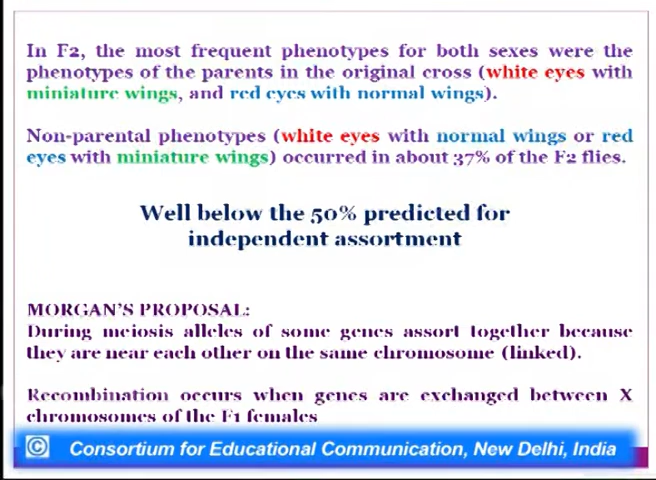 In F2, the most frequent phenotypes for both sexes were the
phenotypes of the parents in the original cross (white eyes with
miniature wings, and red eyes with normal wings).
Non-parental phenotypes (white eyes with normal wings or red
eyes with miniature wings) occurred in about 37% of the F2 flies.
Well below the 50% predicted for
independent assortment
MORGAN'S PROPOSAL:
During meiosis alleles of some genes assort together because
they are near each other on the same chromosome (linked).
Recombination occurs when genes are exchanged between X
chromosomes of the F1 females
© Consortium for Educational Communication, New Delhi, India